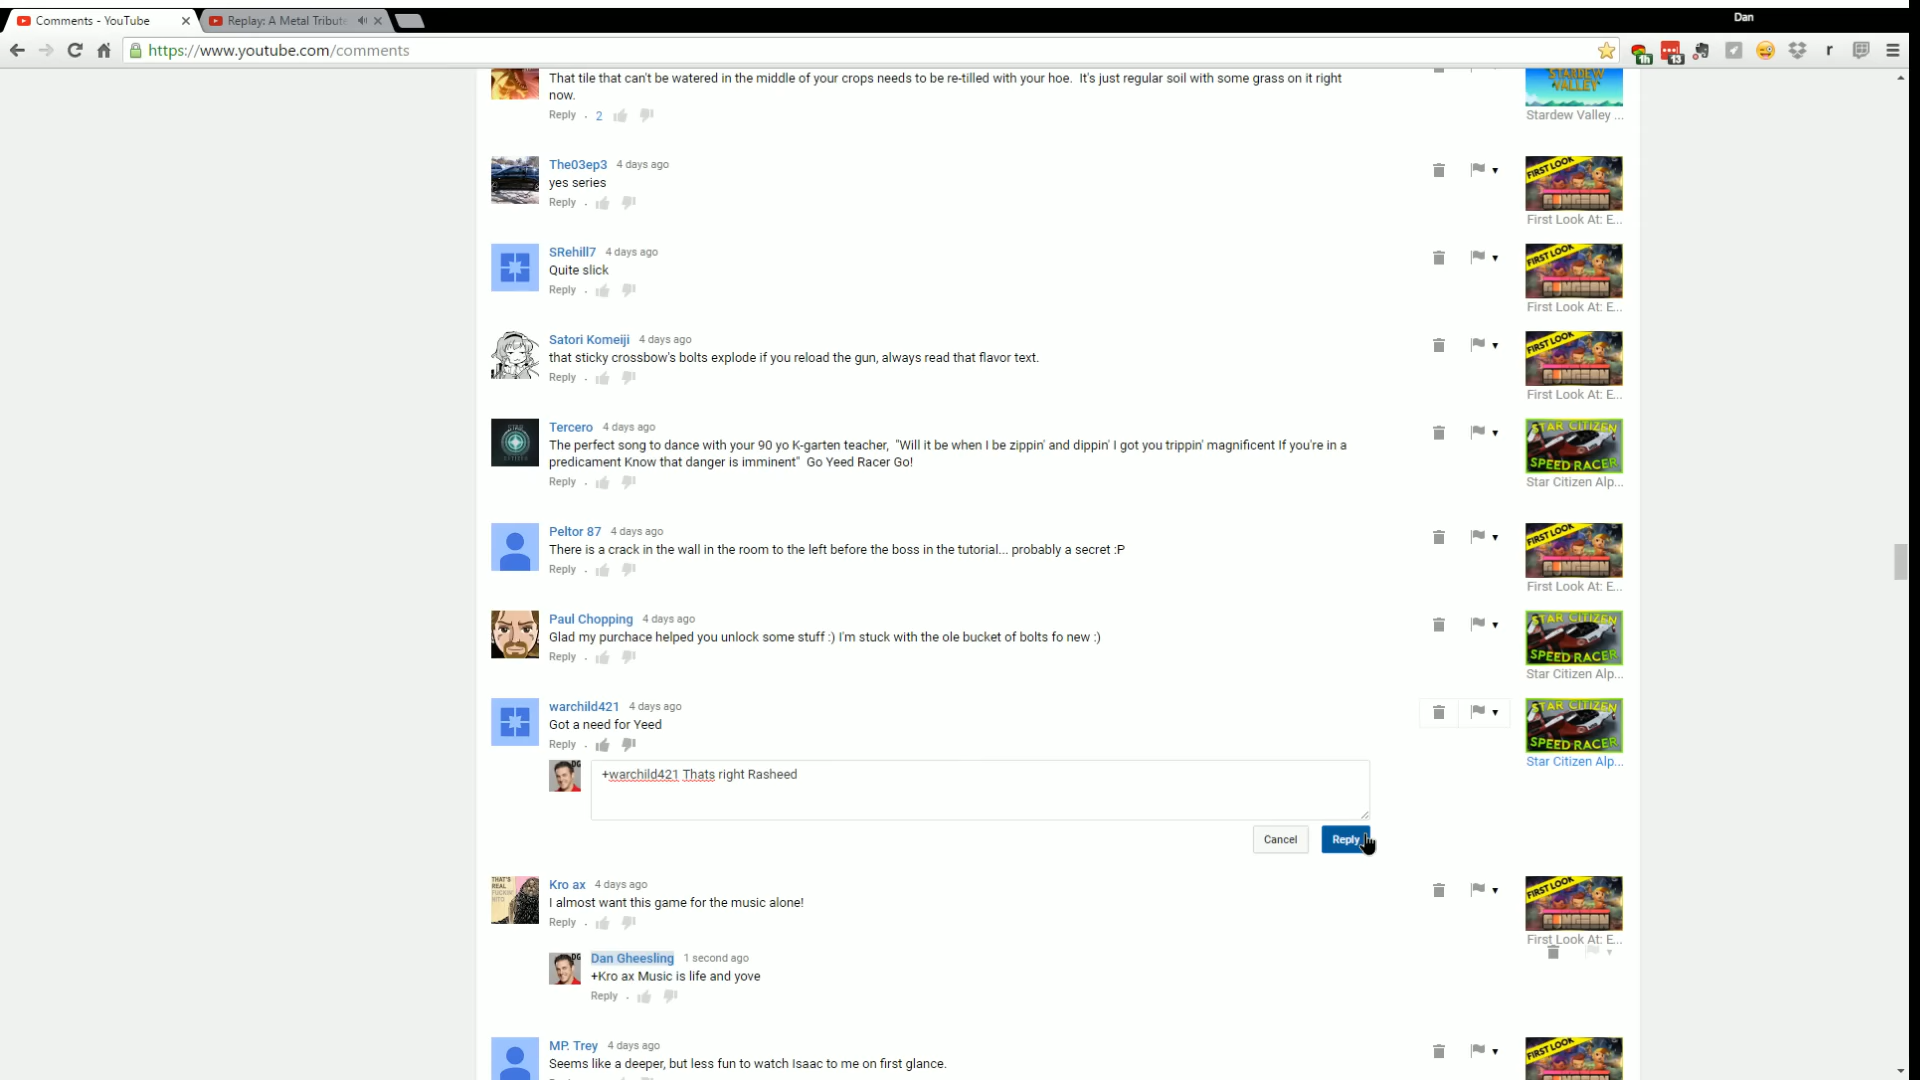 Comments - YouTube
Replay: A Metal Tribute
Dan
https://www.youtube.com/comments
1h
13
r
That tile that can't be watered in the middle of your crops needs to be re-tilled with your hoe. It's just regular soil with some grass on it right
now.
Reply . 2
STARDEW
VALLEY
Stardew Valley ...
The03ep3 4 days ago
yes series
Reply .
FIRST LOOK
GUNGEON
First Look At: E...
SRehill7 4 days ago
Quite slick
Reply .
FIRST LOOK
GUNGEON
First Look At: E...
Satori Komeiji 4 days ago
that sticky crossbow's bolts explode if you reload the gun, always read that flavor text.
Reply .
FIRST LOOK
GUNGEON
First Look At: E...
Tercero 4 days ago
The perfect song to dance with your 90 yo K-garten teacher, "Will it be when I be zippin' and dippin' I got you trippin' magnificent If you're in a
predicament Know that danger is imminent" Go Yeed Racer Go!
Reply .
STAR CITIZEN
SPEED RACER
Star Citizen Alp...
Peltor 87 4 days ago
There is a crack in the wall in the room to the left before the boss in the tutorial... probably a secret :P
Reply .
FIRST LOOK
GUNGEON
First Look At: E...
Paul Chopping 4 days ago
Glad my purchace helped you unlock some stuff :) I'm stuck with the ole bucket of bolts fo new :)
Reply .
STAR CITIZEN
SPEED RACER
Star Citizen Alp...
warchild421 4 days ago
Got a need for Yeed
Reply .
STAR CITIZEN
SPEED RACER
Star Citizen Alp...
DG
+warchild421 Thats right Rasheed
Cancel
Reply
THAT'S
REAL
Kro ax 4 days ago
I almost want this game for the music alone!
Reply .
FIRST LOOK
GUNGEON
First Look At: E...
DG
Dan Gheesling 1 second ago
+Kro ax Music is life and yove
Reply .
MP. Trey 4 days ago
Seems like a deeper, but less fun to watch Isaac to me on first glance.
FIRST LOOK